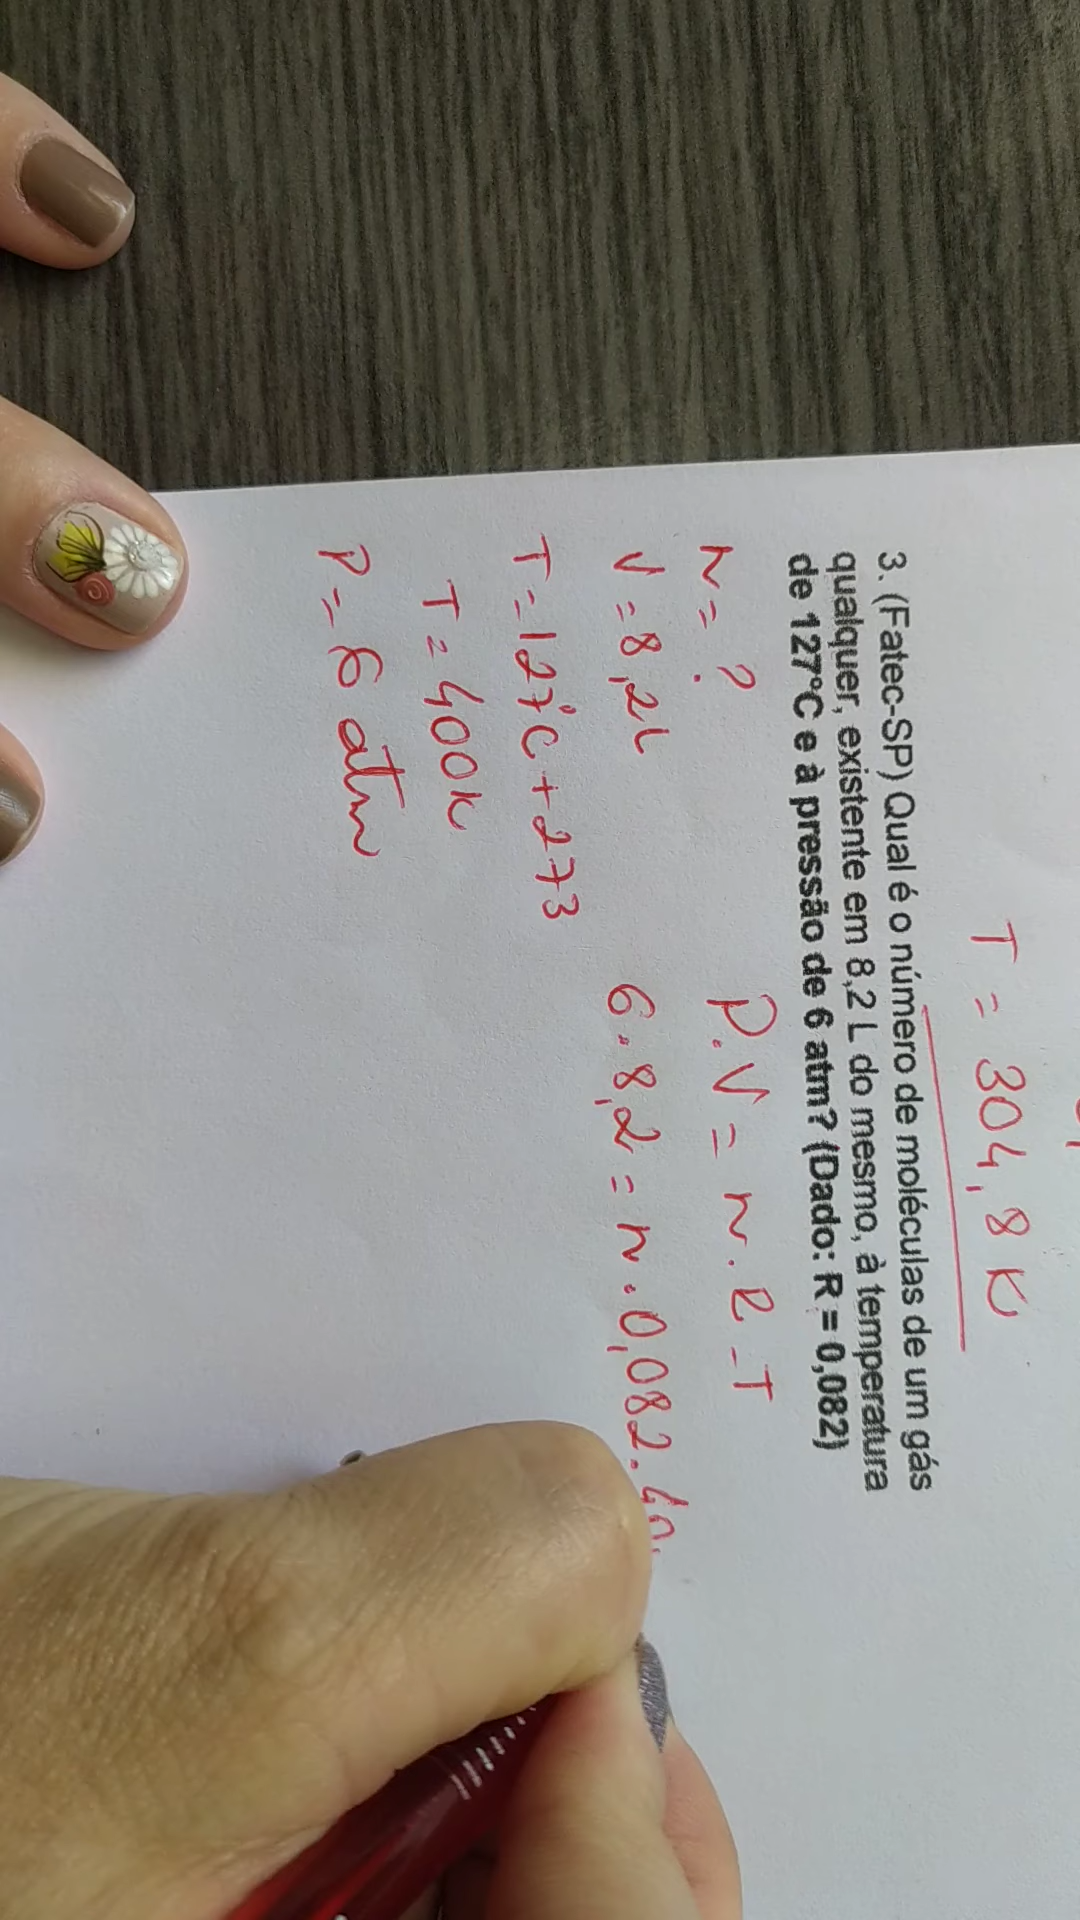 T = 304,8 K
3. (Fatec-SP) Qual é o número de moléculas de um gás
qualquer, existente em 8,2 L do mesmo, à temperatura
de 127°C e à pressão de 6 atm? (Dado: R = 0,082)
n = ?
V = 8,2L
T = 127°C + 273
T = 400K
P = 6 atm
P.V = n.R.T
6.8,2 = n.0,082.40